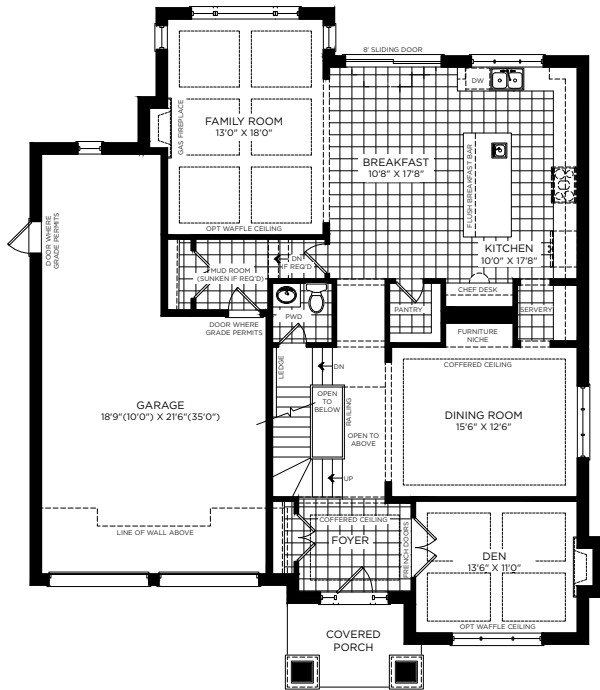 8' SLIDING DOOR
DW
FAMILY ROOM
13'0" X 18'0"
GAS FIREPLACE
BREAKFAST
10'8" X 17'8"
FLUSH BREAKFAST BAR
OPT WAFFLE CEILING
DOOR WHERE
GRADE PERMITS
KITCHEN
10'0" X 17'8"
DN
(IF REQ'D)
MUD ROOM
(SUNKEN IF REQ'D)
CHEF DESK
PANTRY
SERVERY
PWD
DOOR WHERE
GRADE PERMITS
FURNITURE
NICHE
LEDGE
DN
COFFERED CEILING
OPEN
TO
BELOW
RAILING
GARAGE
18'9"(10'0") X 21'6"(35'0")
DINING ROOM
15'6" X 12'6"
OPEN TO
ABOVE
UP
LINE OF WALL ABOVE
COFFERED CEILING
FOYER
FRENCH DOORS
DEN
13'6" X 11'0"
OPT WAFFLE CEILING
COVERED
PORCH